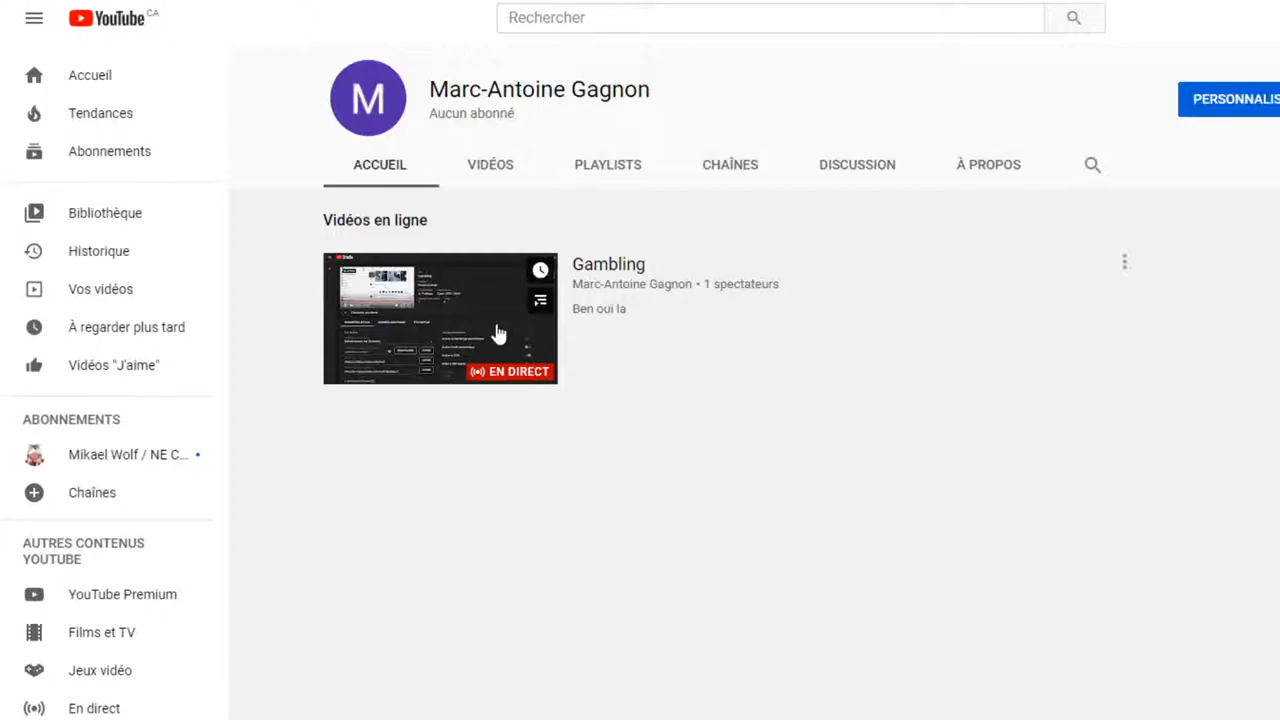 YouTube CA
Rechercher
Accueil
Tendances
Abonnements
Bibliothèque
Historique
Vos vidéos
À regarder plus tard
Vidéos "J'aime"
ABONNEMENTS
Mikael Wolf / NE C...
Chaînes
AUTRES CONTENUS
YOUTUBE
YouTube Premium
Films et TV
Jeux vidéo
En direct
M
Marc-Antoine Gagnon
Aucun abonné
PERSONNALIS
ACCUEIL VIDÉOS PLAYLISTS CHAÎNES DISCUSSION À PROPOS
Vidéos en ligne
EN DIRECT
Gambling
Marc-Antoine Gagnon • 1 spectateurs
Ben oui la